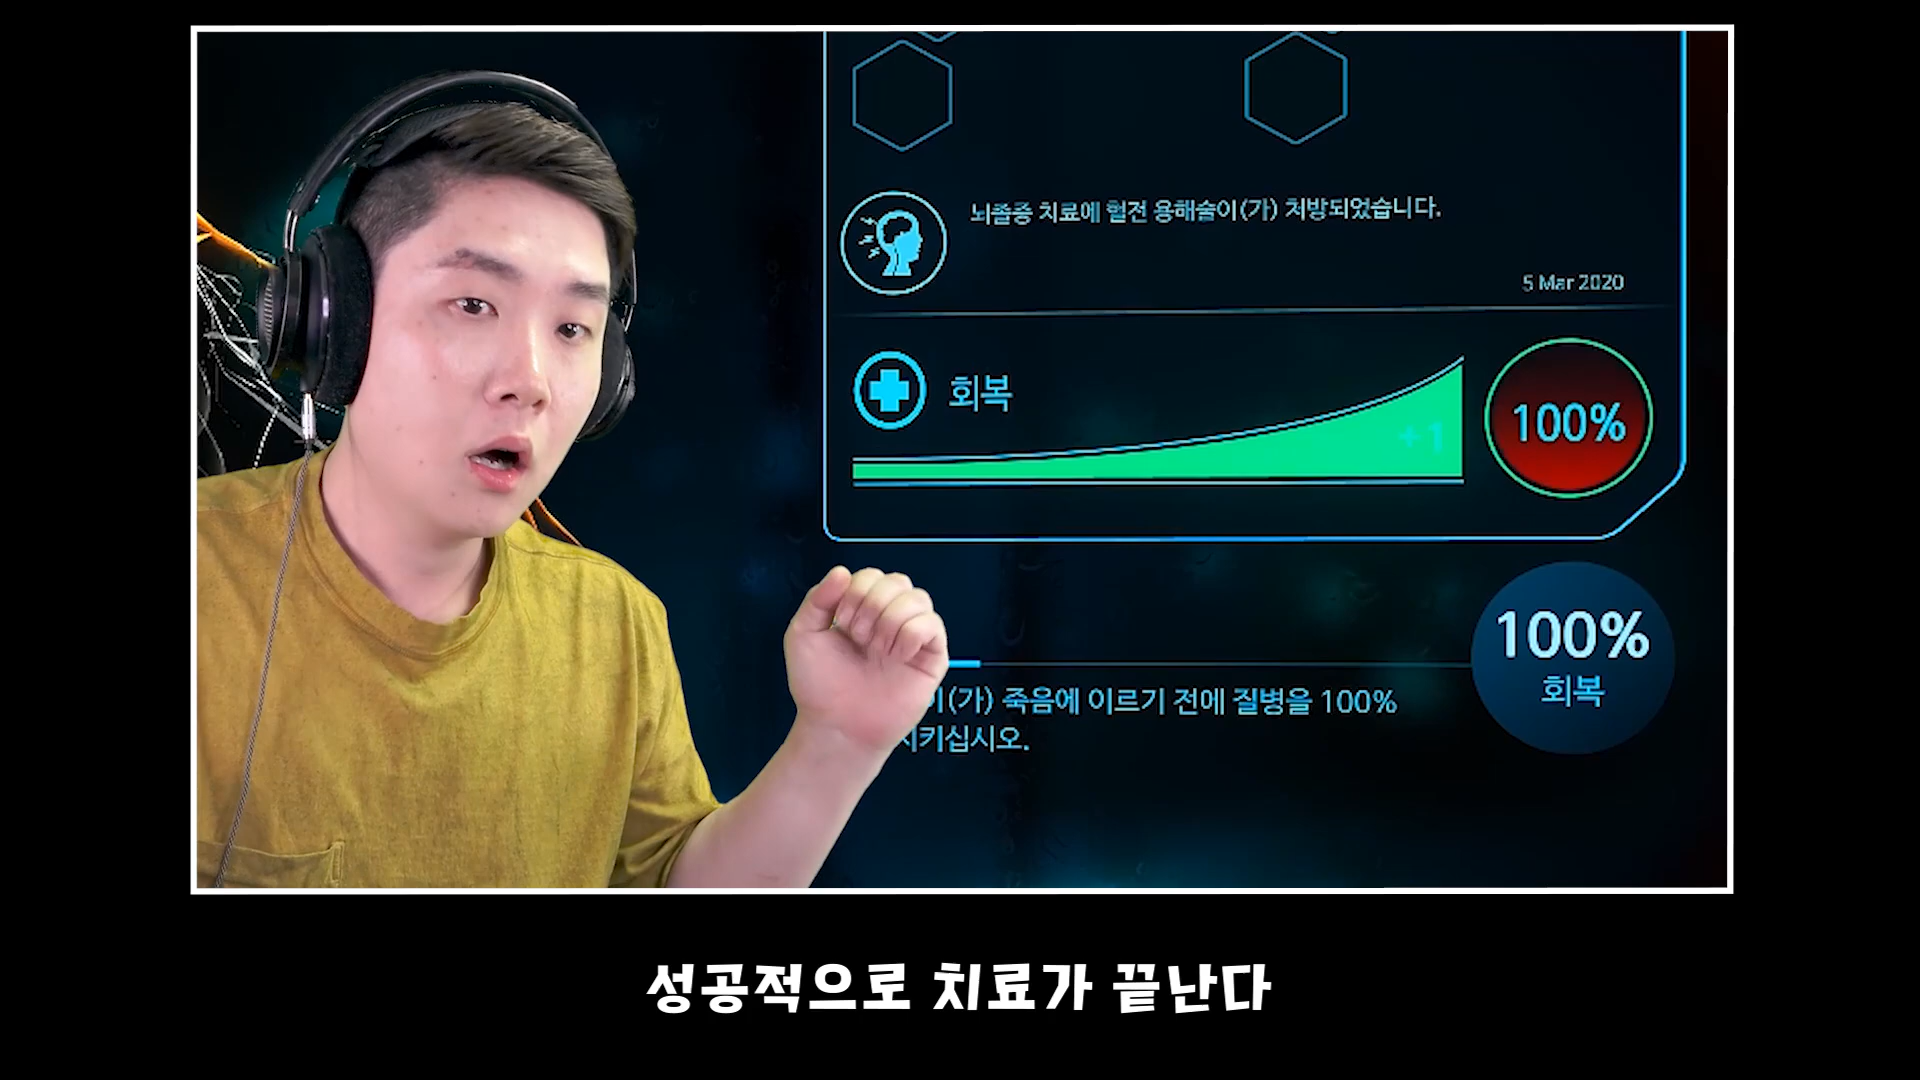 뇌졸중 치료에 혈전 용해술이(가) 처방되었습니다.
5 Mar 2020
회복
+1
100%
100%
회복
이(가) 죽음에 이르기 전에 질병을 100%
시키십시오.
성공적으로 치료가 끝난다